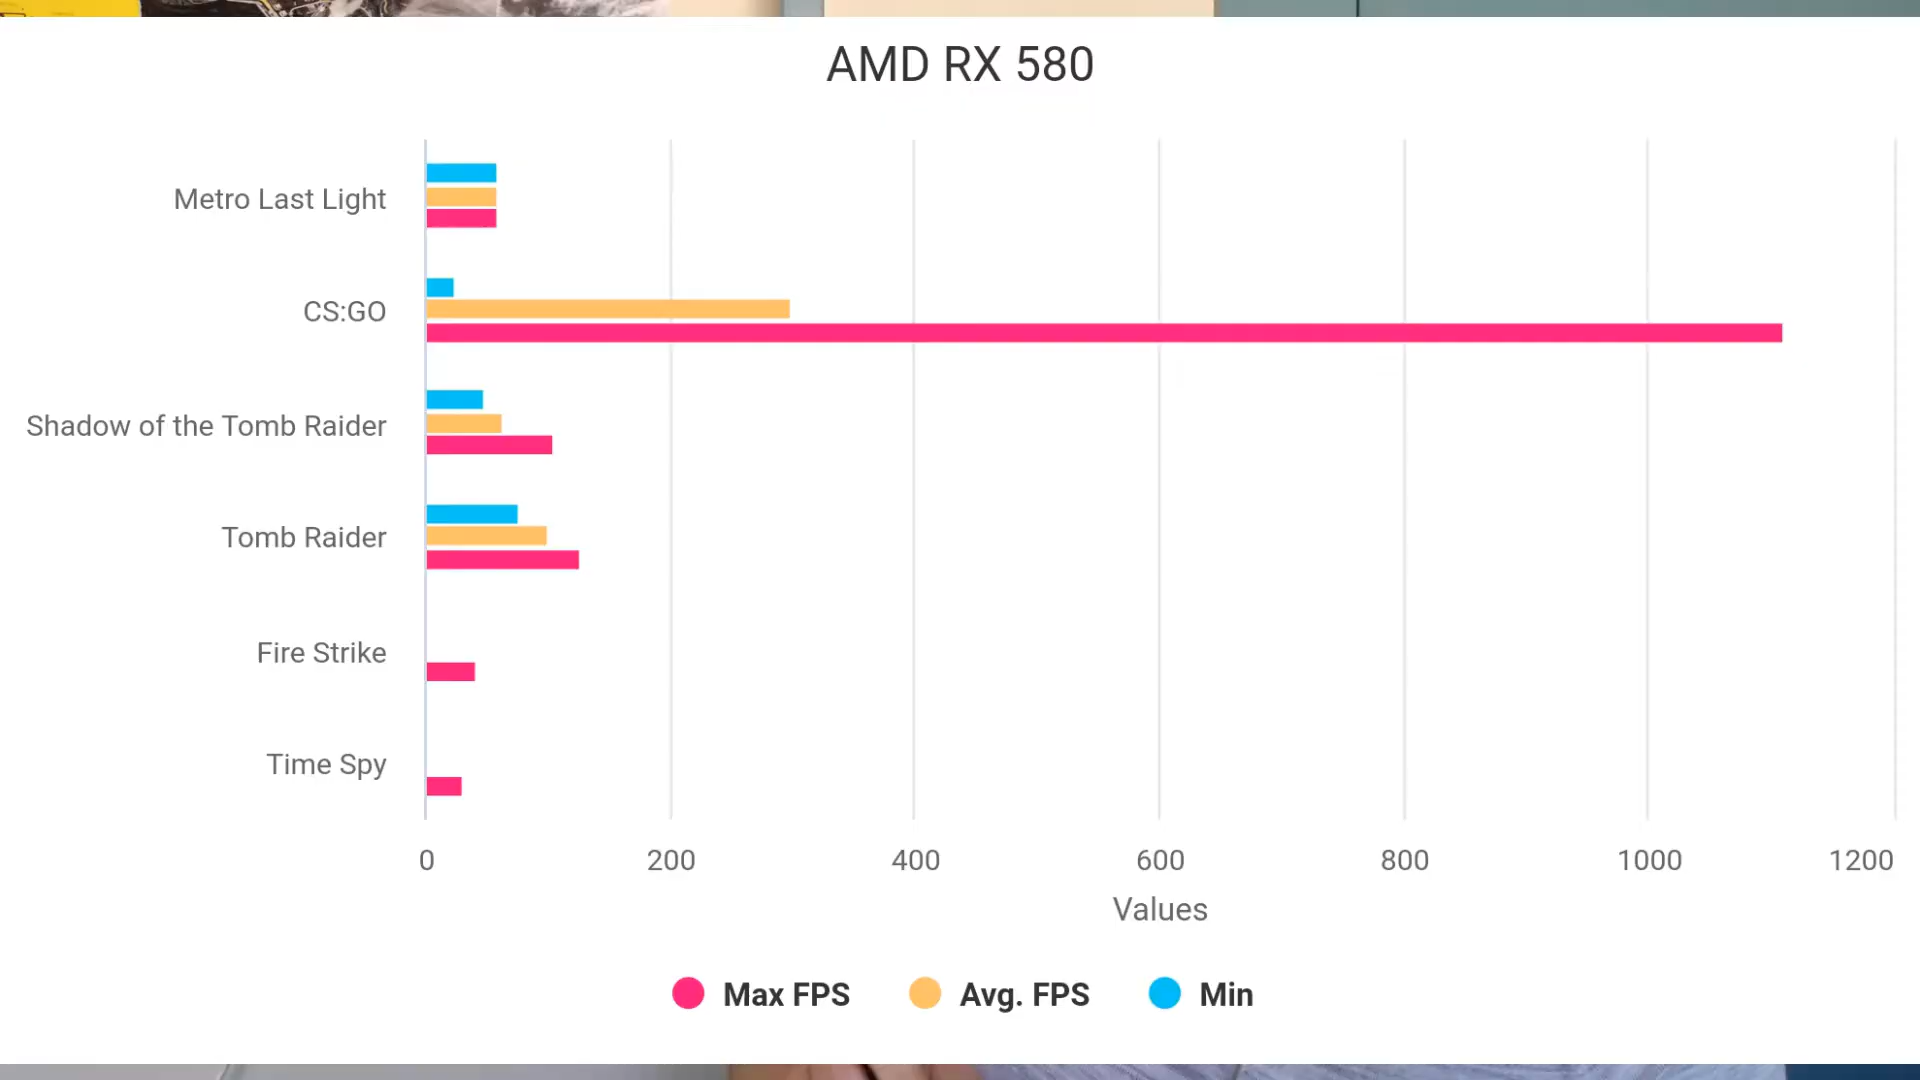 AMD RX 580
Metro Last Light
CS:GO
Shadow of the Tomb Raider
Tomb Raider
Fire Strike
Time Spy
0 200 400 600 800 1000 1200
Values
Max FPS Avg. FPS Min